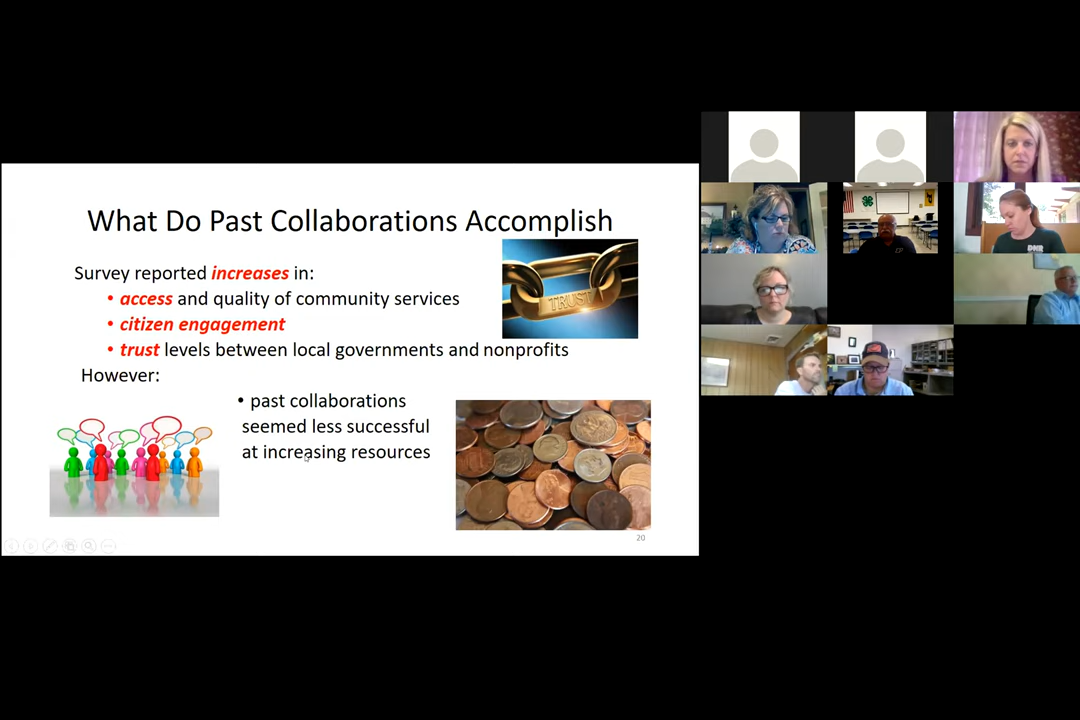 What Do Past Collaborations Accomplish
Survey reported increases in:
• access and quality of community services
• citizen engagement
• trust levels between local governments and nonprofits
However:
• past collaborations
seemed less successful
at increasing resources
TRUST
20
DNR